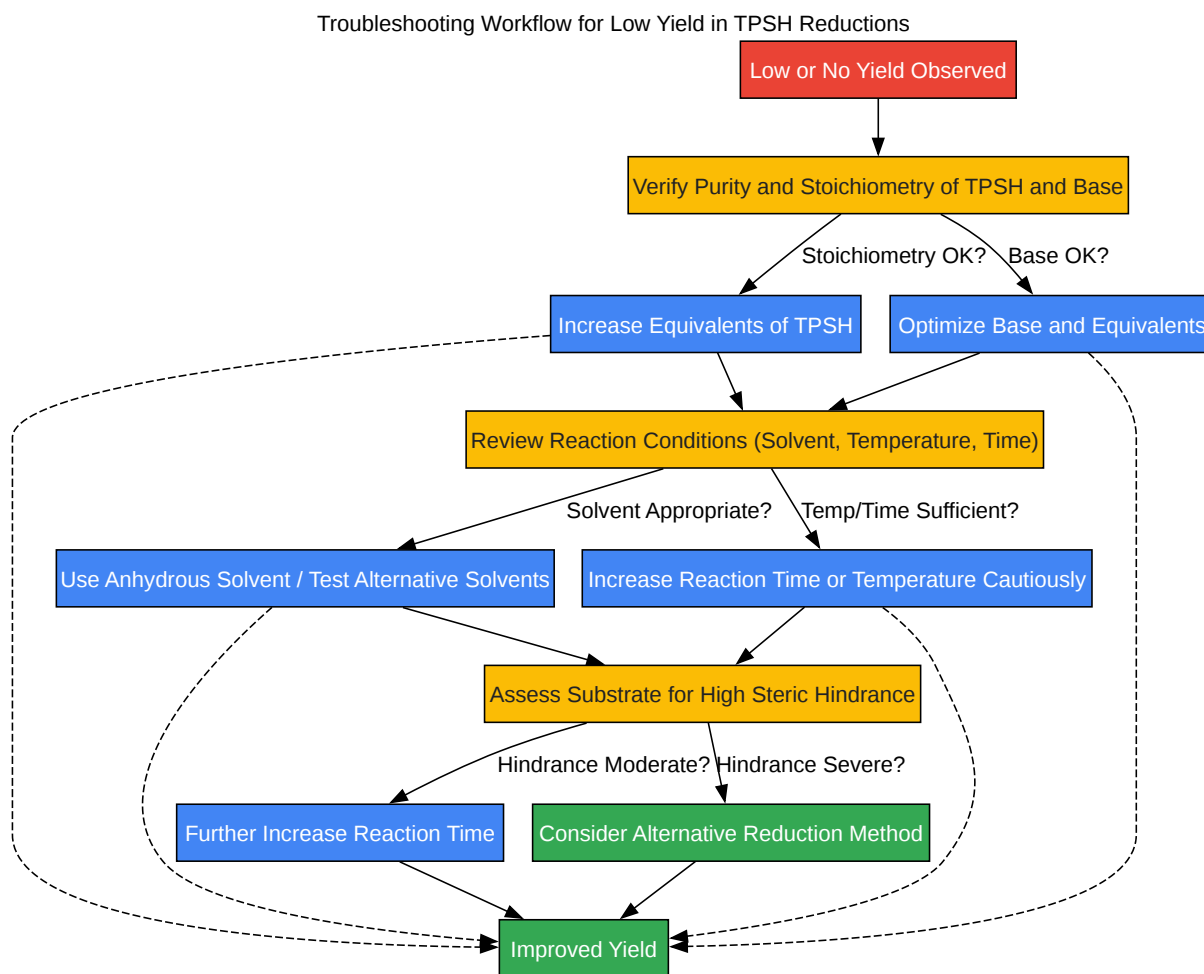 Troubleshooting Workflow for Low Yield in TPSH Reductions
Low or No Yield Observed
Verify Purity and Stoichiometry of TPSH and Base
Stoichiometry OK?
Base OK?
Increase Equivalents of TPSH
Optimize Base and Equivalents
Review Reaction Conditions (Solvent, Temperature, Time)
Solvent Appropriate?
Temp/Time Sufficient?
Use Anhydrous Solvent / Test Alternative Solvents
Increase Reaction Time or Temperature Cautiously
Assess Substrate for High Steric Hindrance
Hindrance Moderate?
Hindrance Severe?
Further Increase Reaction Time
Consider Alternative Reduction Method
Improved Yield